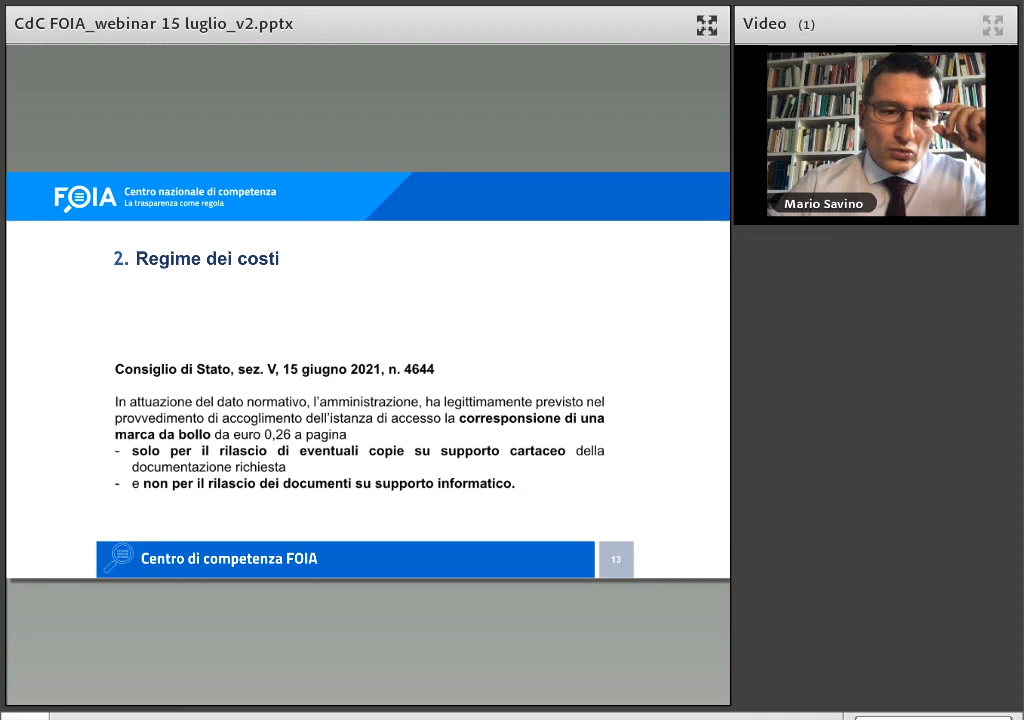 CdC FOIA_webinar 15 luglio_v2.pptx
Video (1)
Mario Savino
FOIA
Centro nazionale di competenza
La trasparenza come regola
2. Regime dei costi
Consiglio di Stato, sez. V, 15 giugno 2021, n. 4644
In attuazione del dato normativo, l'amministrazione, ha legittimamente previsto nel
provvedimento di accoglimento dell'istanza di accesso la corresponsione di una
marca da bollo da euro 0,26 a pagina
- solo per il rilascio di eventuali copie su supporto cartaceo della
documentazione richiesta
- e non per il rilascio dei documenti su supporto informatico.
Centro di competenza FOIA
13